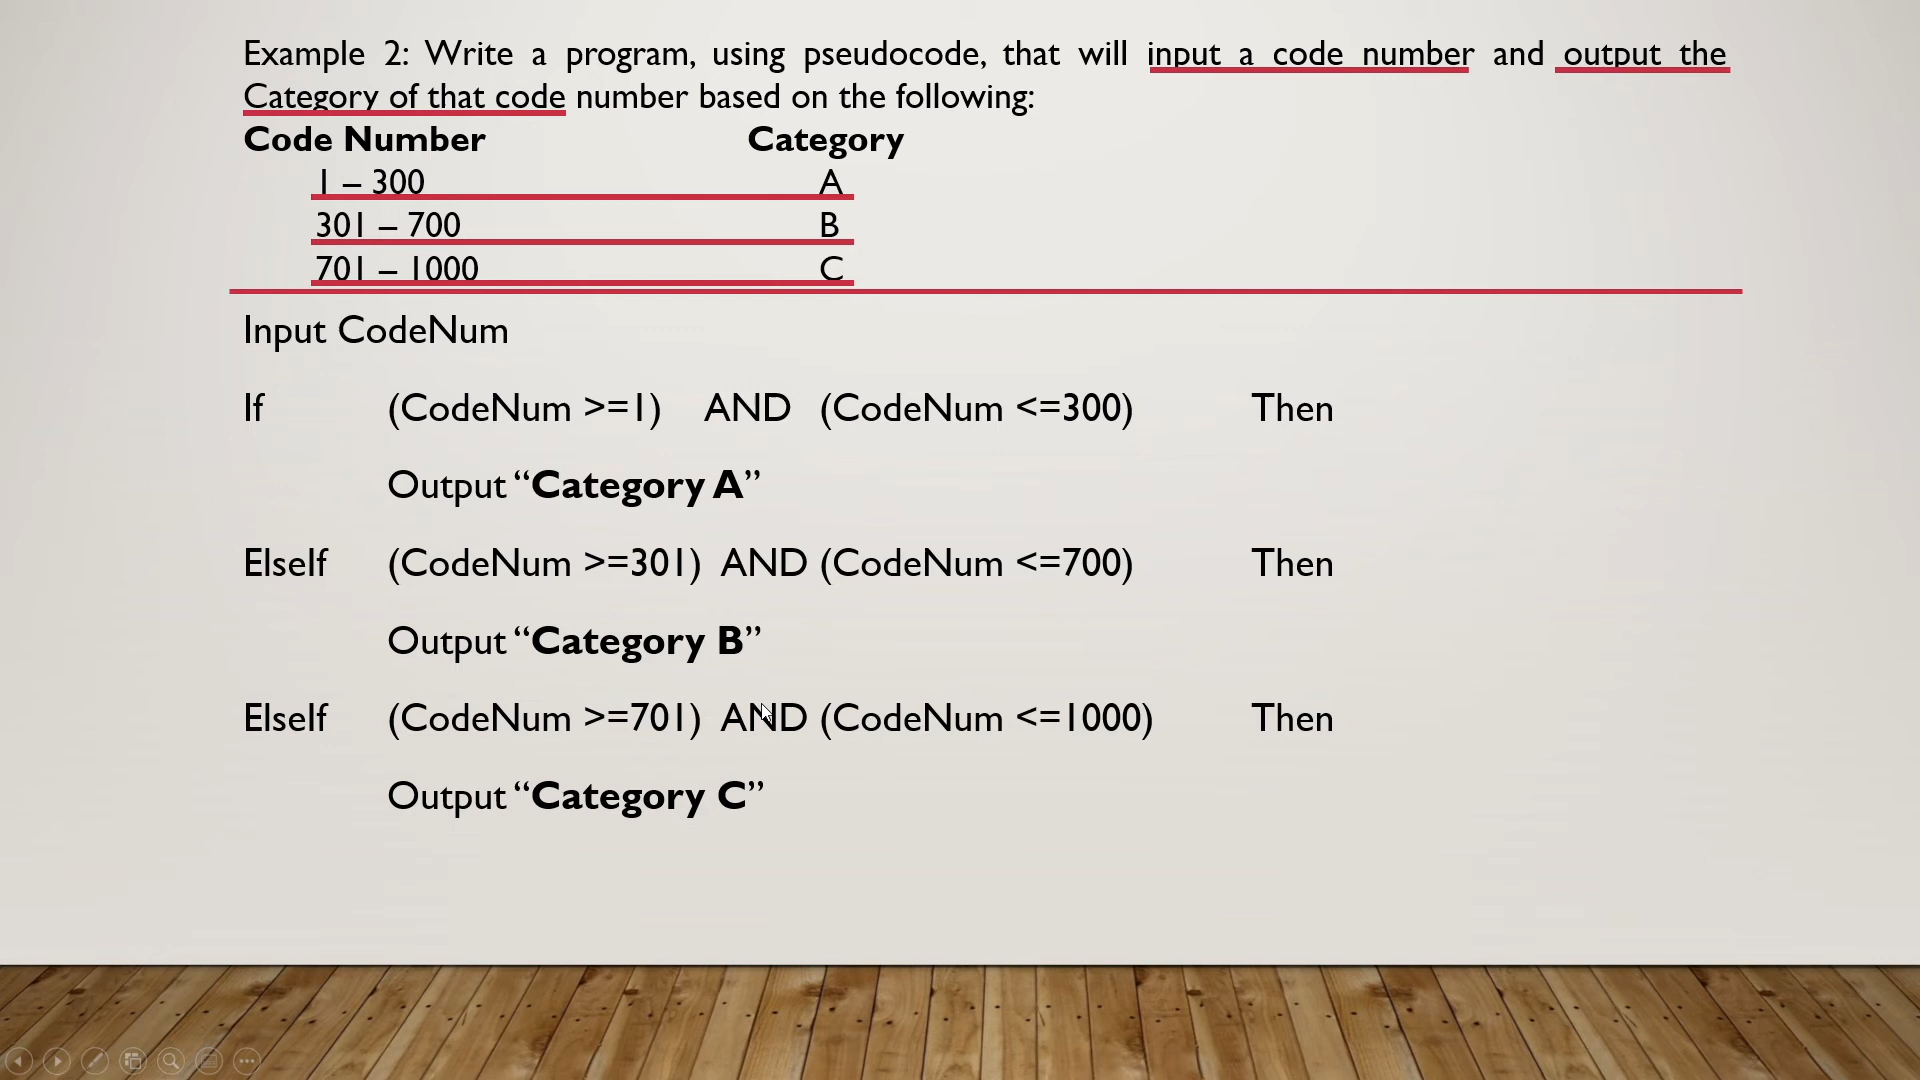 Example 2: Write a program, using pseudocode, that will input a code number and output the
Category of that code number based on the following:
Code Number Category
1 – 300 A
301 – 700 B
701 – 1000 C
Input CodeNum
If (CodeNum >=1) AND (CodeNum <=300) Then
Output “Category A”
ElseIf (CodeNum >=301) AND (CodeNum <=700) Then
Output “Category B”
ElseIf (CodeNum >=701) AND (CodeNum <=1000) Then
Output “Category C”